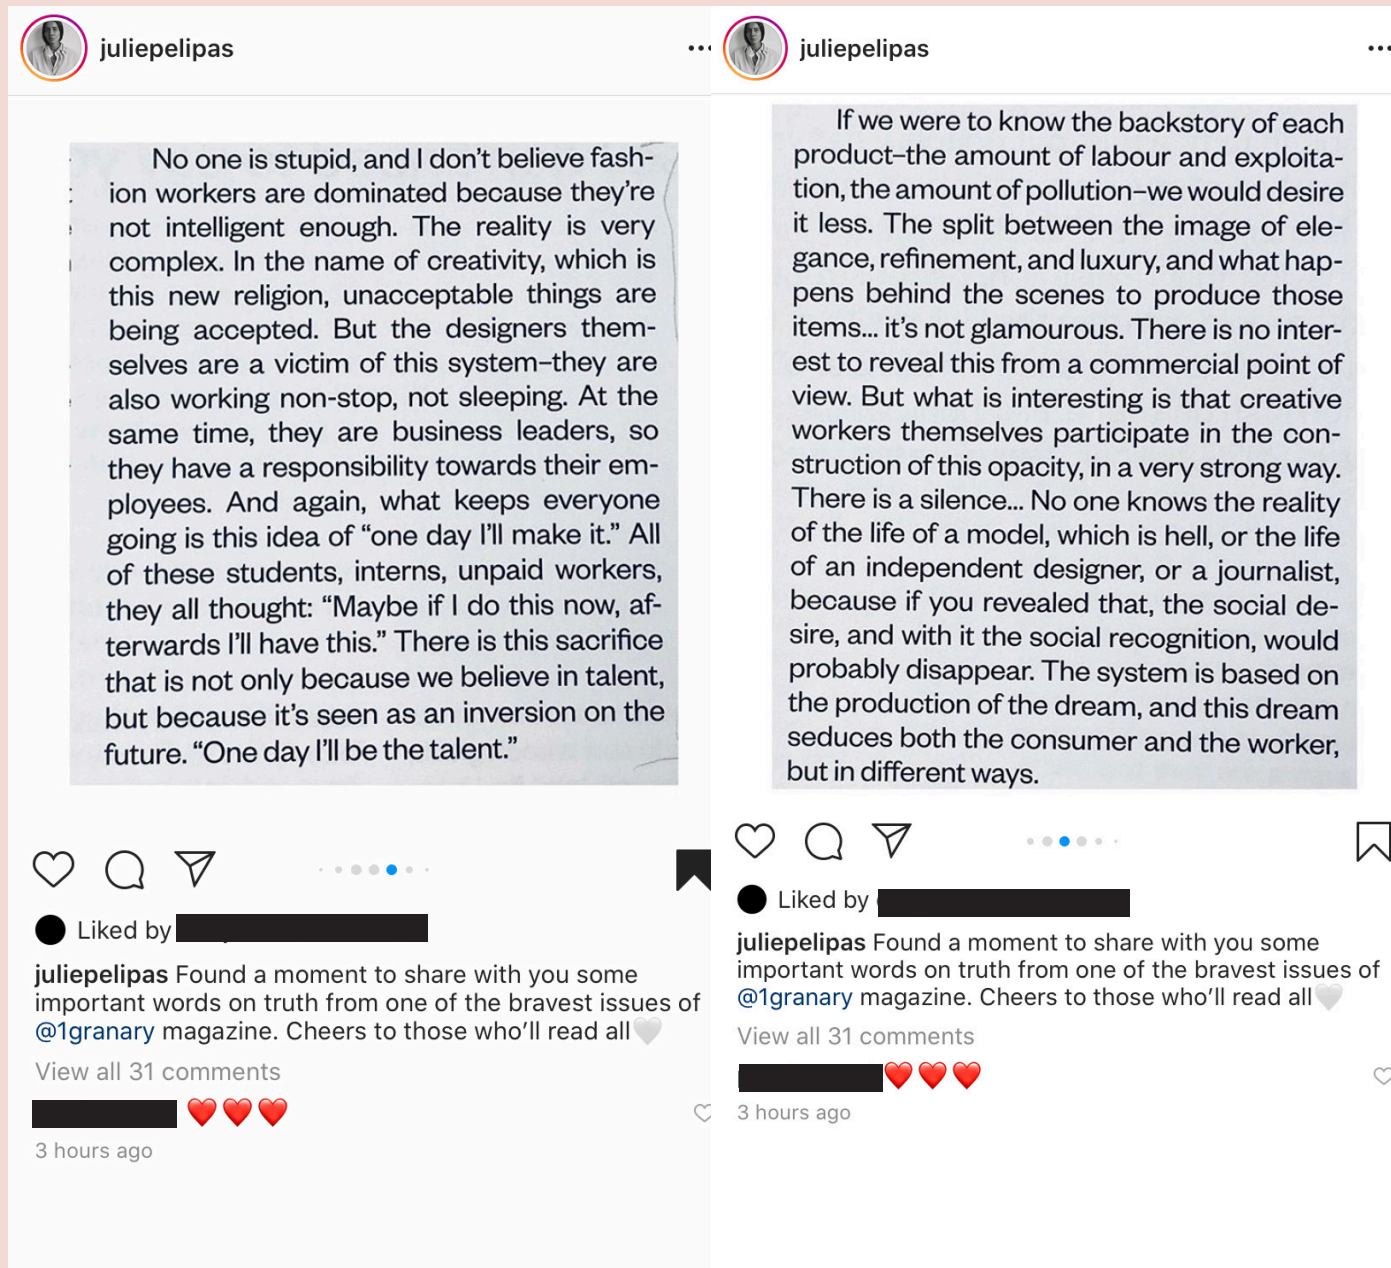 juliepelipas
No one is stupid, and I don't believe fash-
ion workers are dominated because they're
not intelligent enough. The reality is very
complex. In the name of creativity, which is
this new religion, unacceptable things are
being accepted. But the designers them-
selves are a victim of this system–they are
also working non-stop, not sleeping. At the
same time, they are business leaders, so
they have a responsibility towards their em-
ployees. And again, what keeps everyone
going is this idea of “one day I'll make it.” All
of these students, interns, unpaid workers,
they all thought: “Maybe if I do this now, af-
terwards I'll have this.” There is this sacrifice
that is not only because we believe in talent,
but because it's seen as an inversion on the
future. “One day I'll be the talent.”
Liked by
juliepelipas Found a moment to share with you some
important words on truth from one of the bravest issues of
@1granary magazine. Cheers to those who'll read all🤍
View all 31 comments
❤️❤️❤️
3 hours ago
juliepelipas
If we were to know the backstory of each
product–the amount of labour and exploita-
tion, the amount of pollution–we would desire
it less. The split between the image of ele-
gance, refinement, and luxury, and what hap-
pens behind the scenes to produce those
items... it's not glamourous. There is no inter-
est to reveal this from a commercial point of
view. But what is interesting is that creative
workers themselves participate in the con-
struction of this opacity, in a very strong way.
There is a silence... No one knows the reality
of the life of a model, which is hell, or the life
of an independent designer, or a journalist,
because if you revealed that, the social de-
sire, and with it the social recognition, would
probably disappear. The system is based on
the production of the dream, and this dream
seduces both the consumer and the worker,
but in different ways.
Liked by
juliepelipas Found a moment to share with you some
important words on truth from one of the bravest issues of
@1granary magazine. Cheers to those who'll read all🤍
View all 31 comments
❤️❤️❤️
3 hours ago